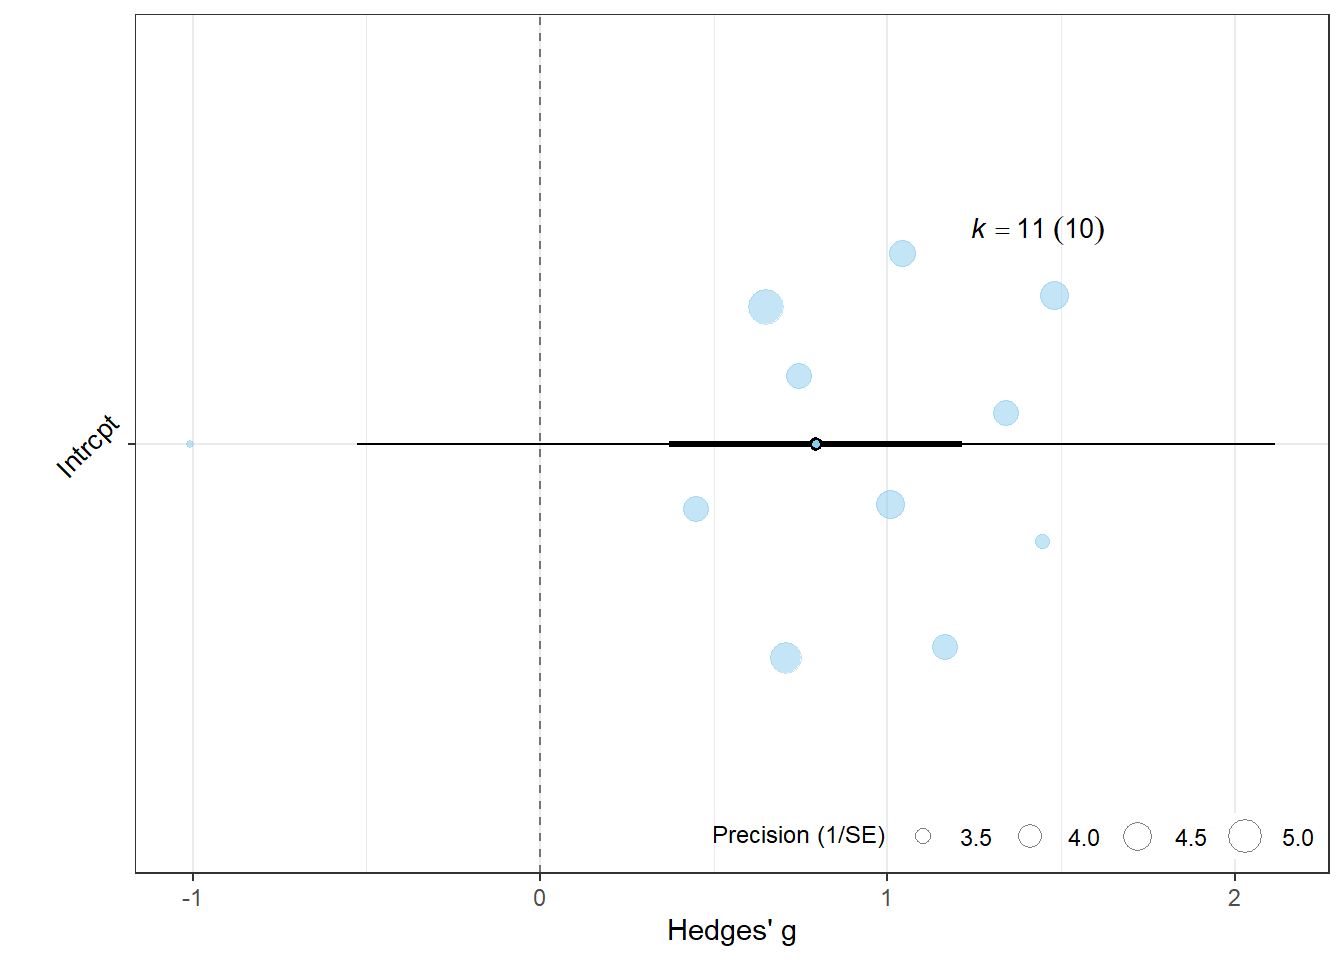 k = 11 (10)
Intrcpt
Precision (1/SE) 3.5 4.0 4.5 5.0
-1 0 1 2
Hedges' g